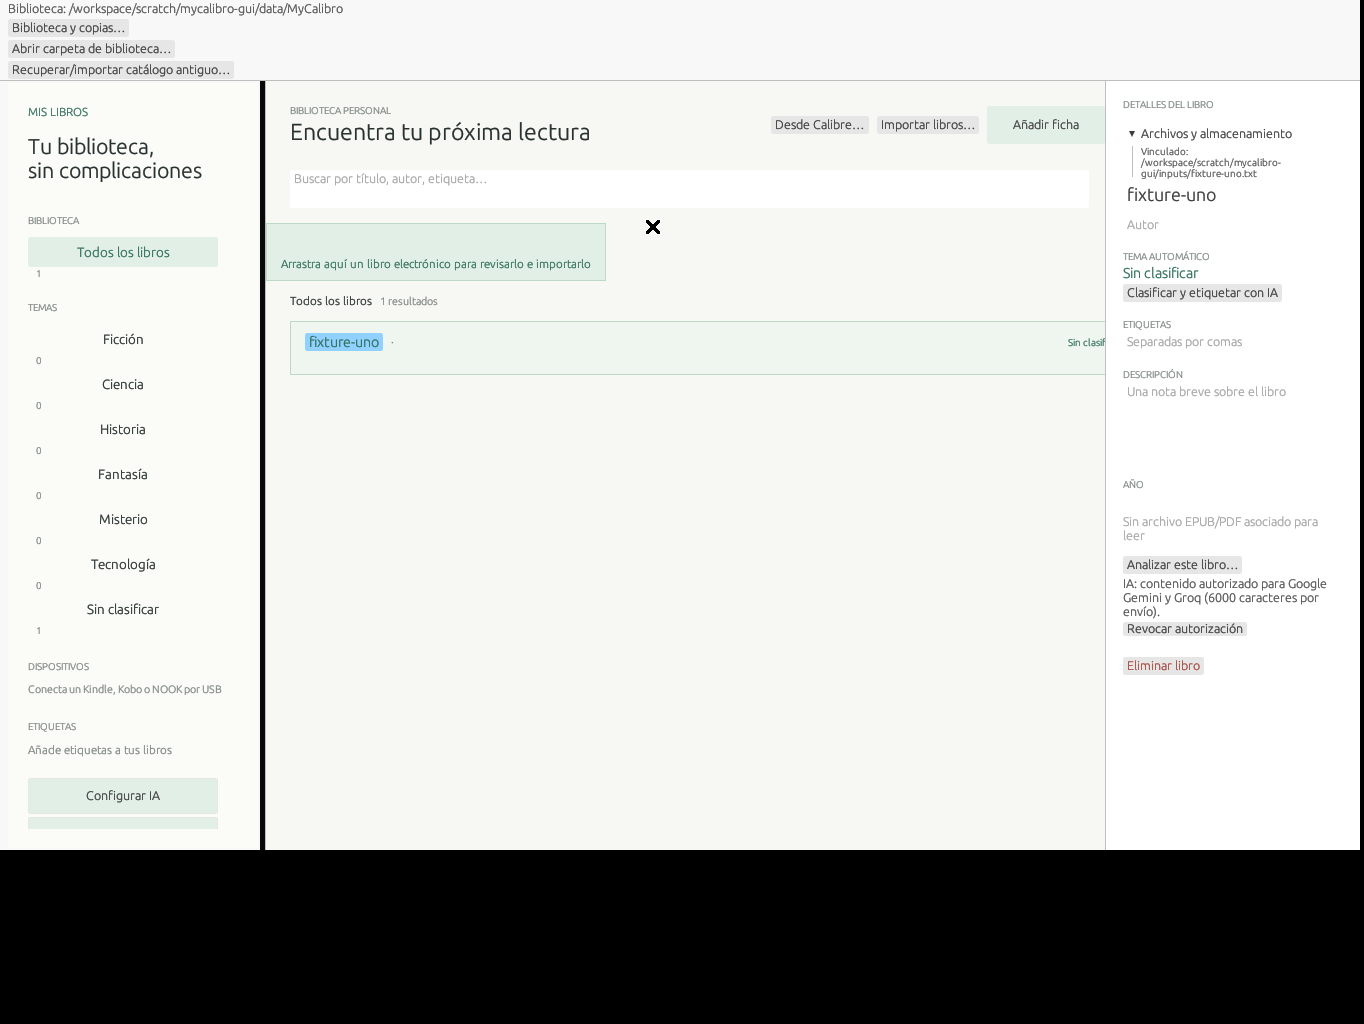 Biblioteca: /workspace/scratch/mycalibro-gui/data/MyCalibro
Biblioteca y copias...
Abrir carpeta de biblioteca...
Recuperar/importar catálogo antiguo...
MIS LIBROS
Tu biblioteca,
sin complicaciones
BIBLIOTECA
Todos los libros
1
TEMAS
Ficción
0
Ciencia
0
Historia
0
Fantasía
0
Misterio
0
Tecnología
0
Sin clasificar
1
DISPOSITIVOS
Conecta un Kindle, Kobo o NOOK por USB
ETIQUETAS
Añade etiquetas a tus libros
Configurar IA
BIBLIOTECA PERSONAL
Encuentra tu próxima lectura
Desde Calibre...
Importar libros...
Añadir ficha
Buscar por título, autor, etiqueta...
Arrastra aquí un libro electrónico para revisarlo e importarlo
Todos los libros 1 resultados
fixture-uno ·
Sin clasif
DETALLES DEL LIBRO
▼ Archivos y almacenamiento
Vinculado:
/workspace/scratch/mycalibro-
gui/inputs/fixture-uno.txt
fixture-uno
Autor
TEMA AUTOMÁTICO
Sin clasificar
Clasificar y etiquetar con IA
ETIQUETAS
Separadas por comas
DESCRIPCIÓN
Una nota breve sobre el libro
AÑO
Sin archivo EPUB/PDF asociado para
leer
Analizar este libro...
IA: contenido autorizado para Google
Gemini y Groq (6000 caracteres por
envío).
Revocar autorización
Eliminar libro